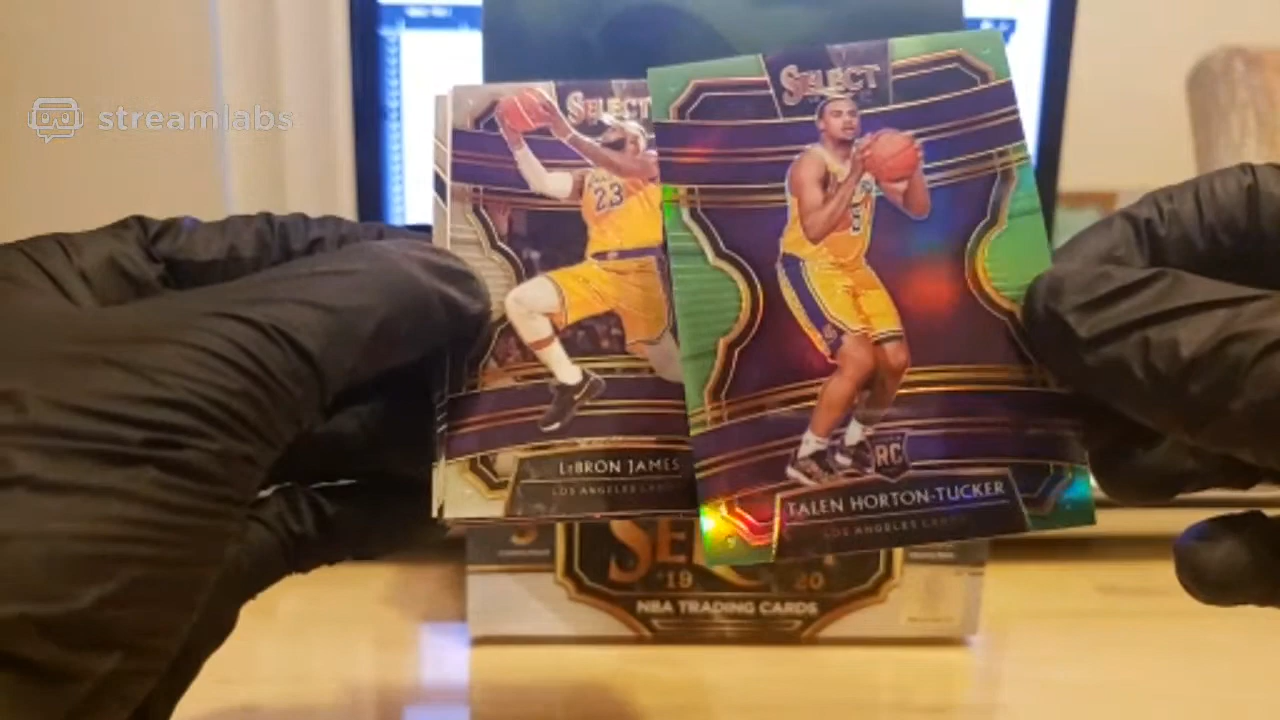 streamlabs
SELECT
23
LEBRON JAMES
LOS ANGELES LAKERS
SELECT
5
RC
TALEN HORTON-TUCKER
LOS ANGELES LAKERS
SELECT
19 20
NBA TRADING CARDS